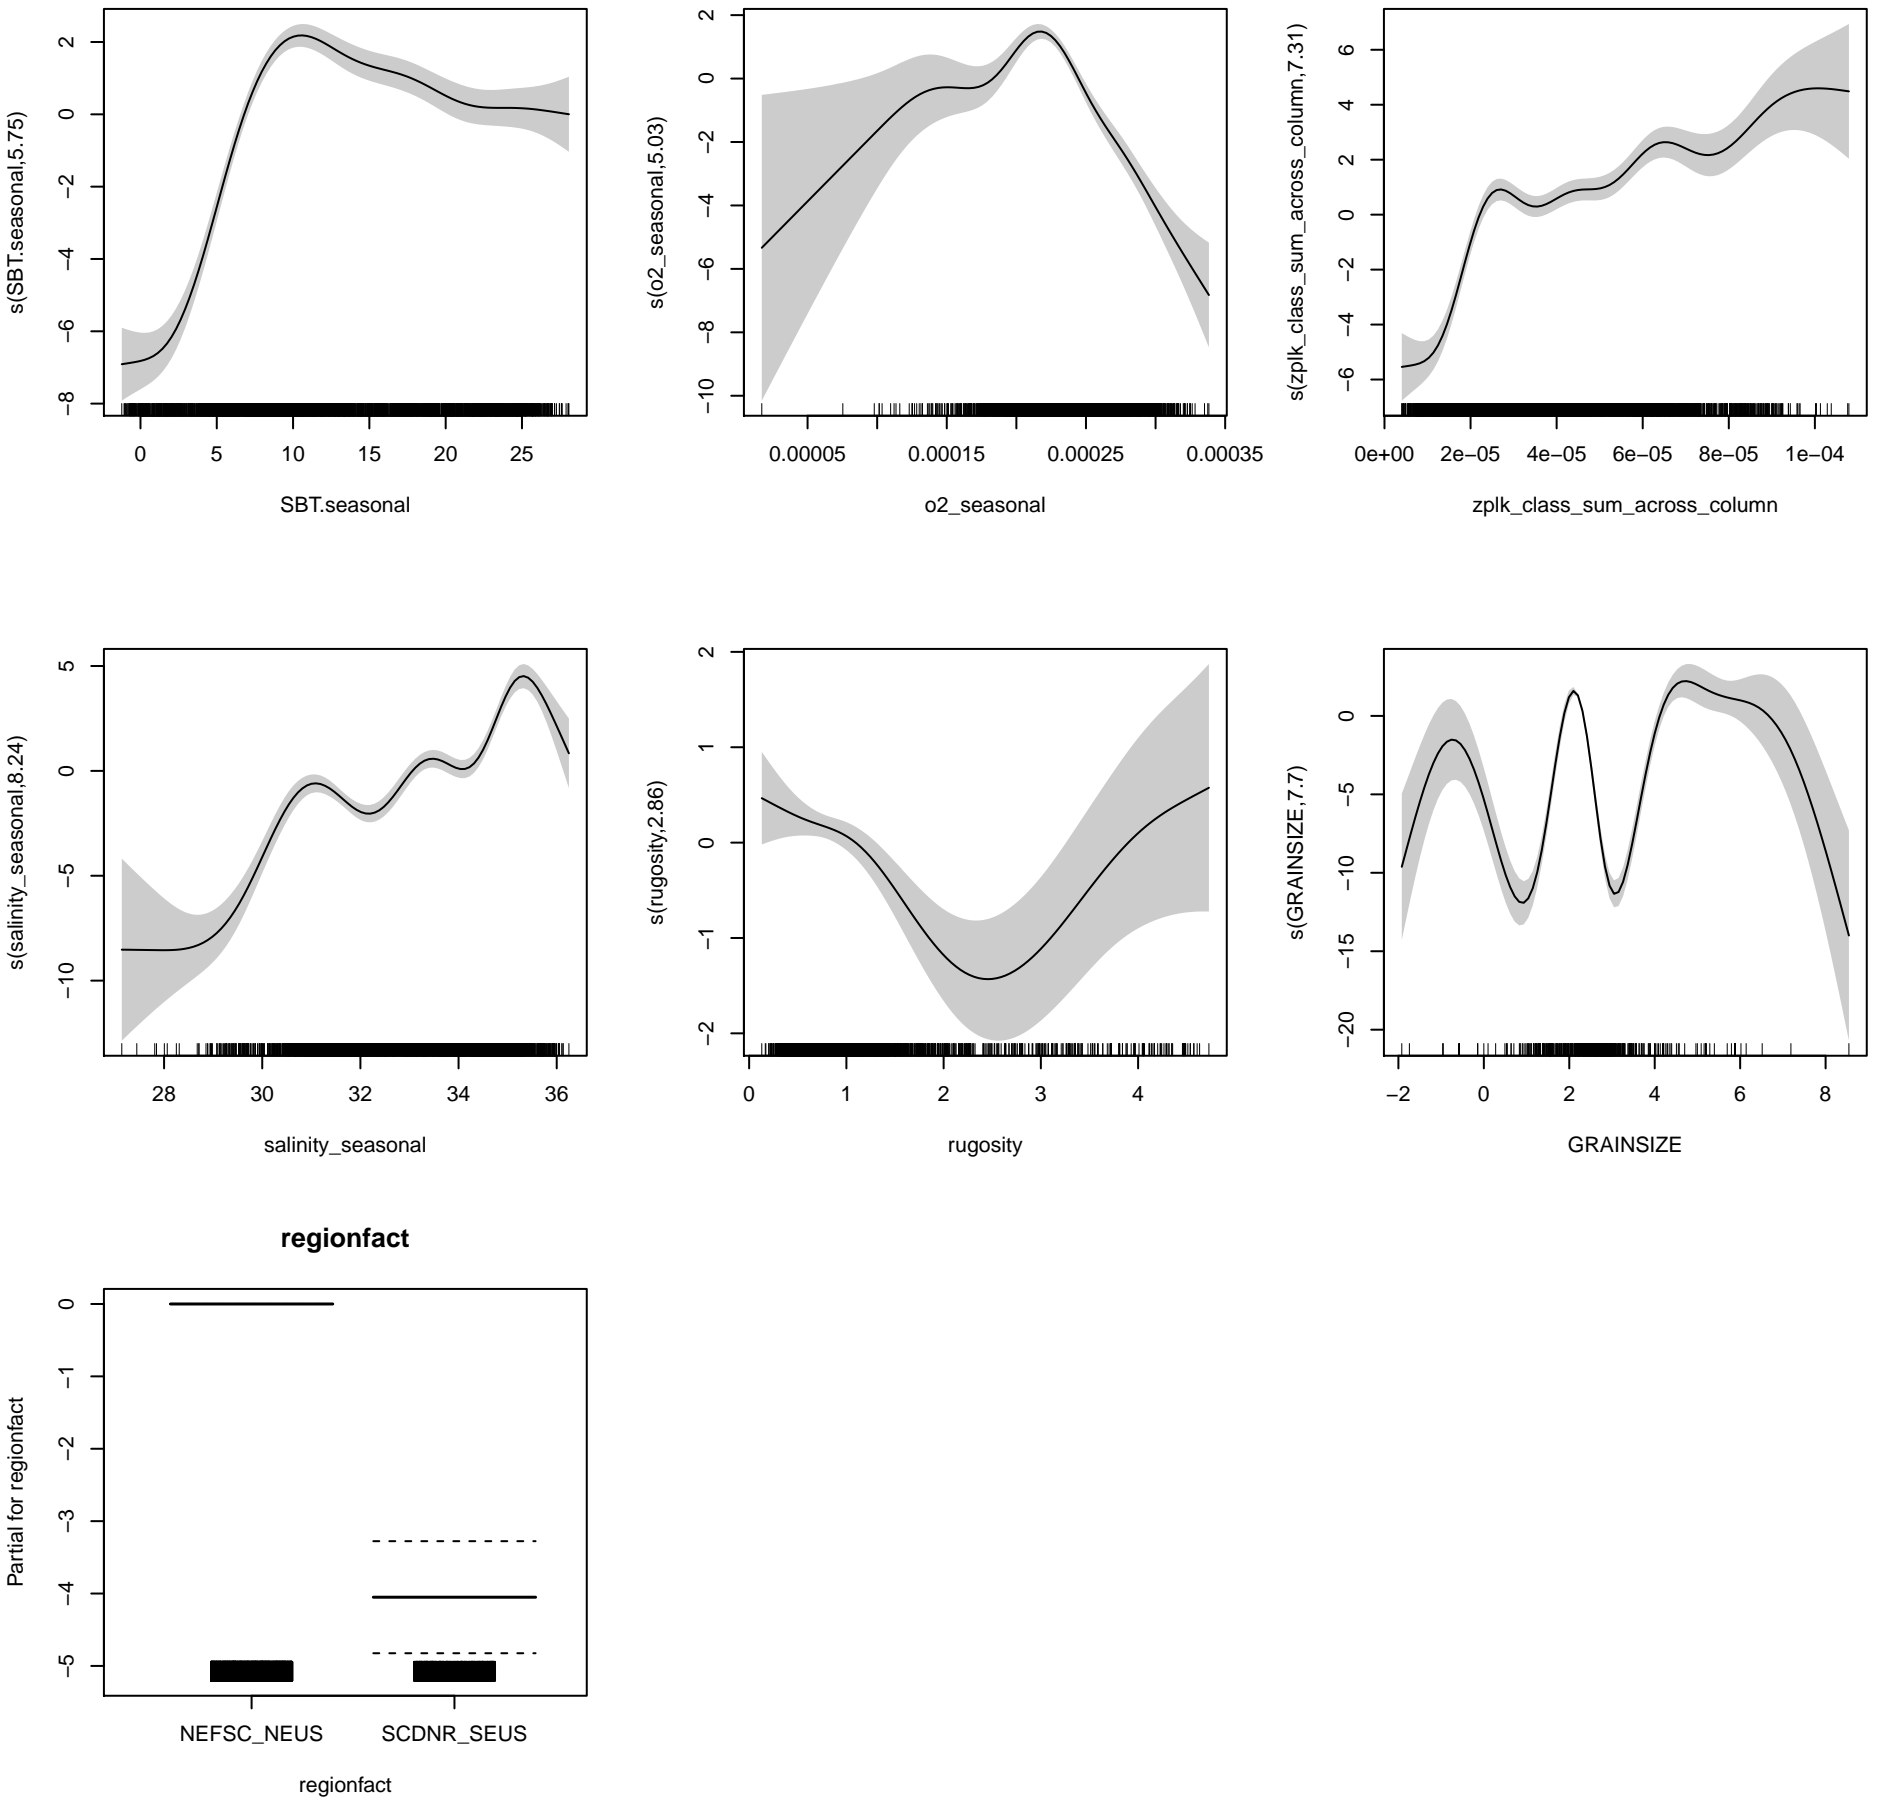 s(SBT.seasonal,5.75)
2
0
−2
−4
−6
−8
0 5 10 15 20 25
SBT.seasonal
s(o2_seasonal,5.03)
2
0
−2
−4
−6
−8
−10
0.00005 0.00015 0.00025 0.00035
o2_seasonal
s(zplk_class_sum_across_column,7.31)
6
4
2
0
−2
−4
−6
0e+00 2e−05 4e−05 6e−05 8e−05 1e−04
zplk_class_sum_across_column
s(salinity_seasonal,8.24)
5
0
−5
−10
28 30 32 34 36
salinity_seasonal
s(rugosity,2.86)
2
1
0
−1
−2
0 1 2 3 4
rugosity
s(GRAINSIZE,7.7)
0
−5
−10
−15
−20
−2 0 2 4 6 8
GRAINSIZE
regionfact
Partial for regionfact
0
−1
−2
−3
−4
−5
NEFSC_NEUS SCDNR_SEUS
regionfact